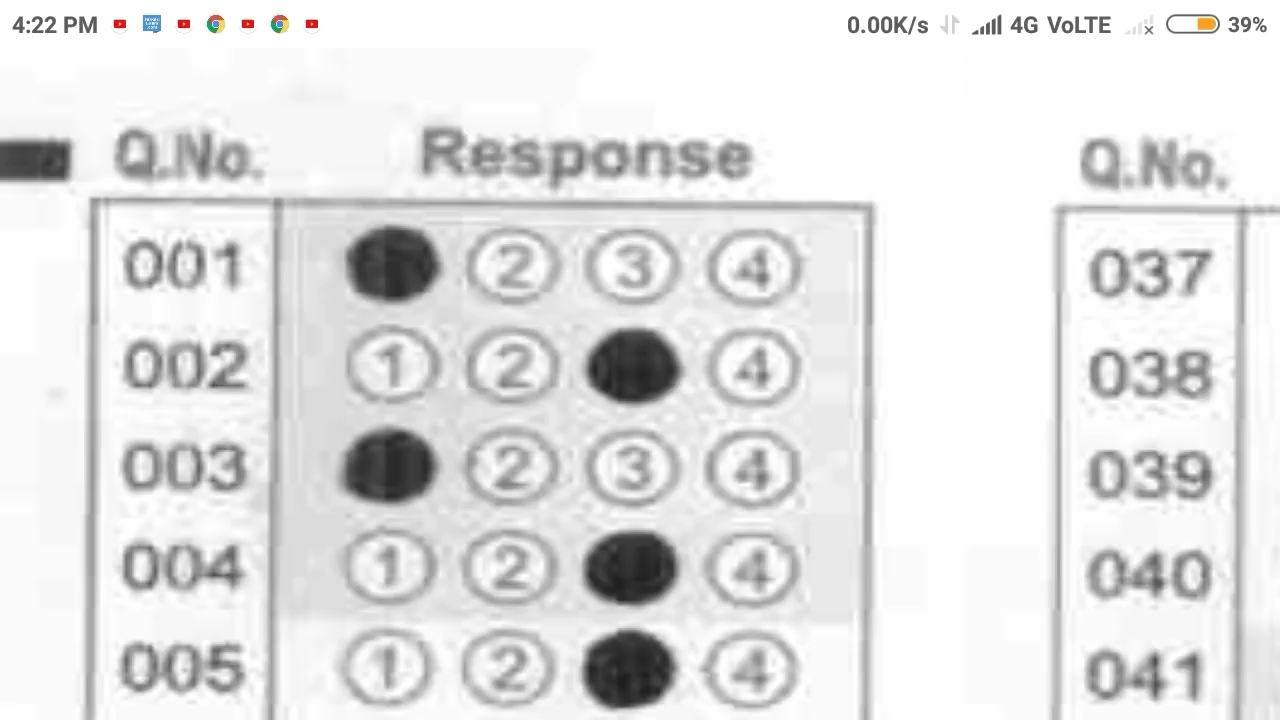 4:22 PM 0.00K/s 4G VoLTE 39%
Q.No. Response Q.No.
001 2 3 4 037
002 1 2 4 038
003 2 3 4 039
004 1 2 4 040
005 1 2 4 041